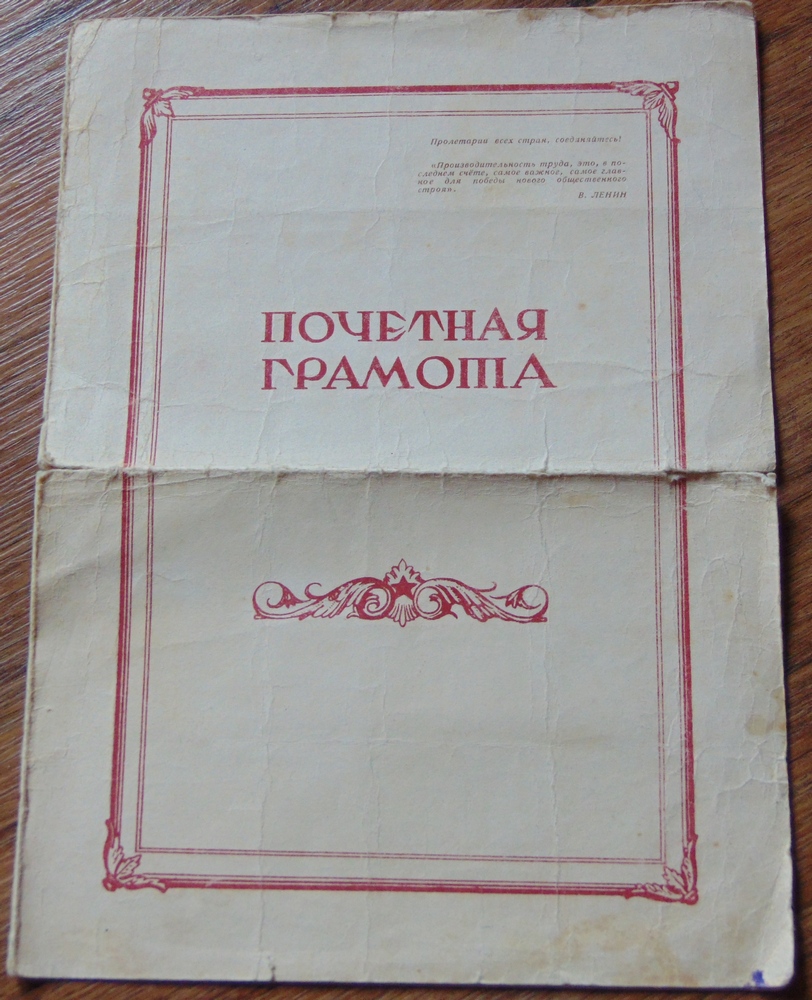 Пролетарии всех стран, соединяйтесь!
«Производительность труда, это, в по-
следнем счёте, самое важное, самое глав-
ное для победы нового общественного
строя».
В. ЛЕНИН
ПОЧЕТНАЯ
ГРАМОТА